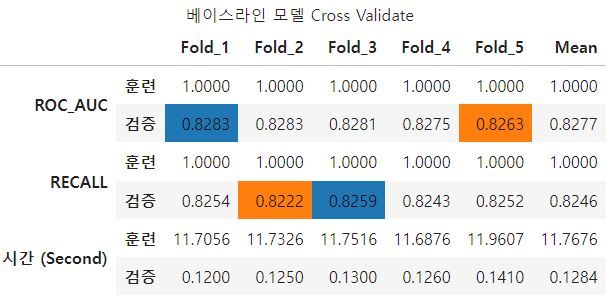 베이스라인 모델 Cross Validate
Fold_1 Fold_2 Fold_3 Fold_4 Fold_5 Mean
ROC_AUC 훈련 1.0000 1.0000 1.0000 1.0000 1.0000 1.0000
검증 0.8283 0.8283 0.8281 0.8275 0.8263 0.8277
RECALL 훈련 1.0000 1.0000 1.0000 1.0000 1.0000 1.0000
검증 0.8254 0.8222 0.8259 0.8243 0.8252 0.8246
시간 (Second) 훈련 11.7056 11.7326 11.7516 11.6876 11.9607 11.7676
검증 0.1200 0.1250 0.1300 0.1260 0.1410 0.1284